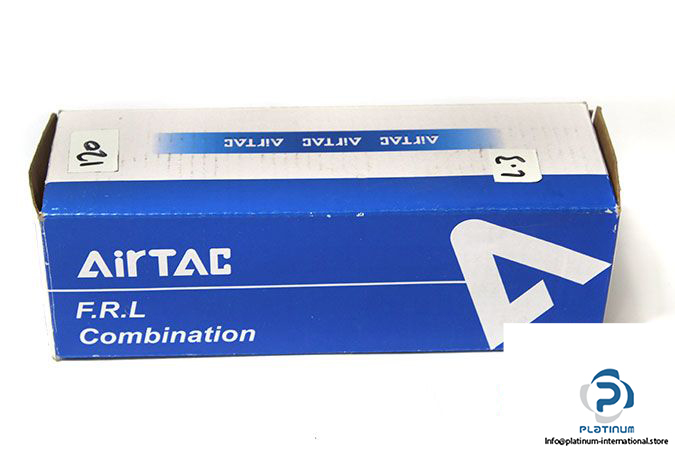 120
AirTAC AirTAC AirTAC
AirTAC
F.R.L
Combination
PLATINUM
Info@platinum-international.store